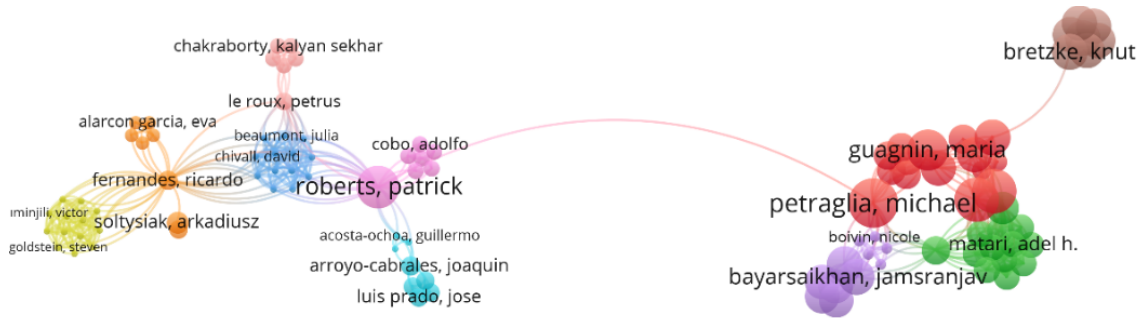 chakraborty, kalyan sekhar
bretzke, knut
le roux, petrus
alarcon garcia, eva
beaumont, julia
cobo, adolfo
guagnin, maria
chivall, david
fernandes, ricardo
roberts, patrick
petraglia, michael
iminjili, victor
soltysiak, arkadiusz
acosta-ochoa, guillermo
boivin, nicole
matari, adel h.
goldstein, steven
arroyo-cabrales, joaquin
bayarsaikhan, jamsranjav
luis prado, jose